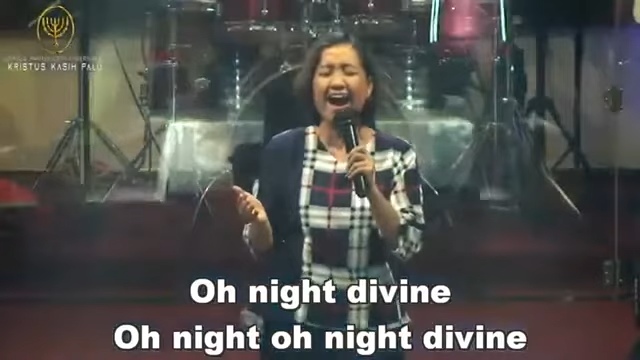 KRISTUS KASIH PALU
Oh night divine
Oh night oh night divine